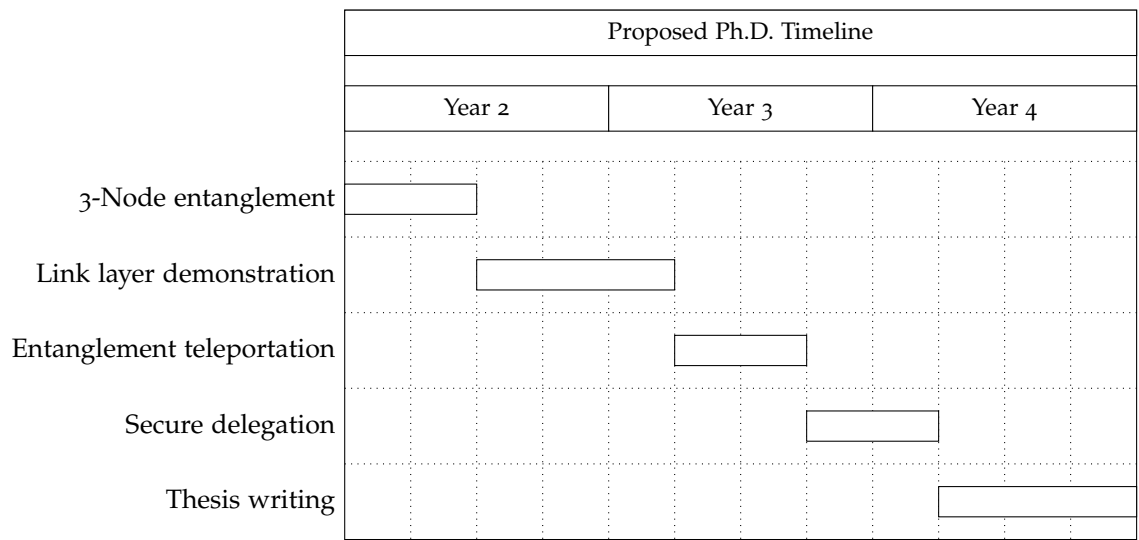 Proposed Ph.D. Timeline
Year 2 Year 3 Year 4
3-Node entanglement
Link layer demonstration
Entanglement teleportation
Secure delegation
Thesis writing